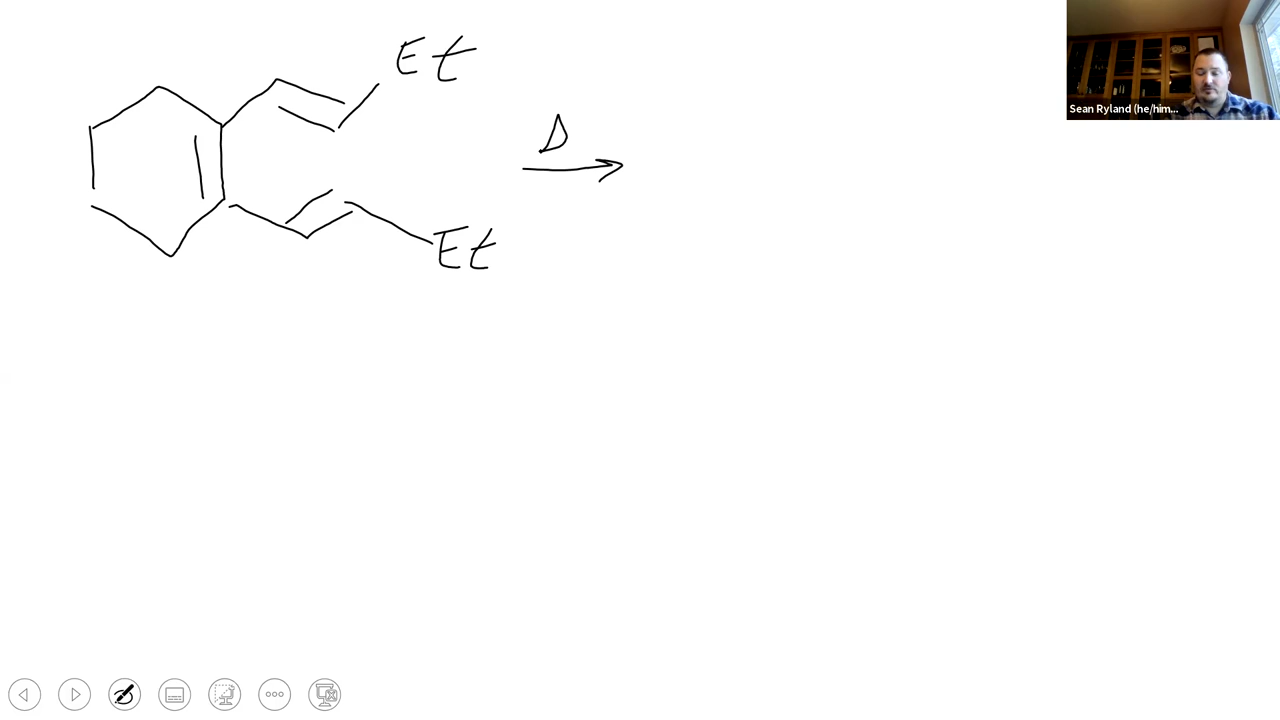 Et
Δ
Et
Sean Ryland (he/him...